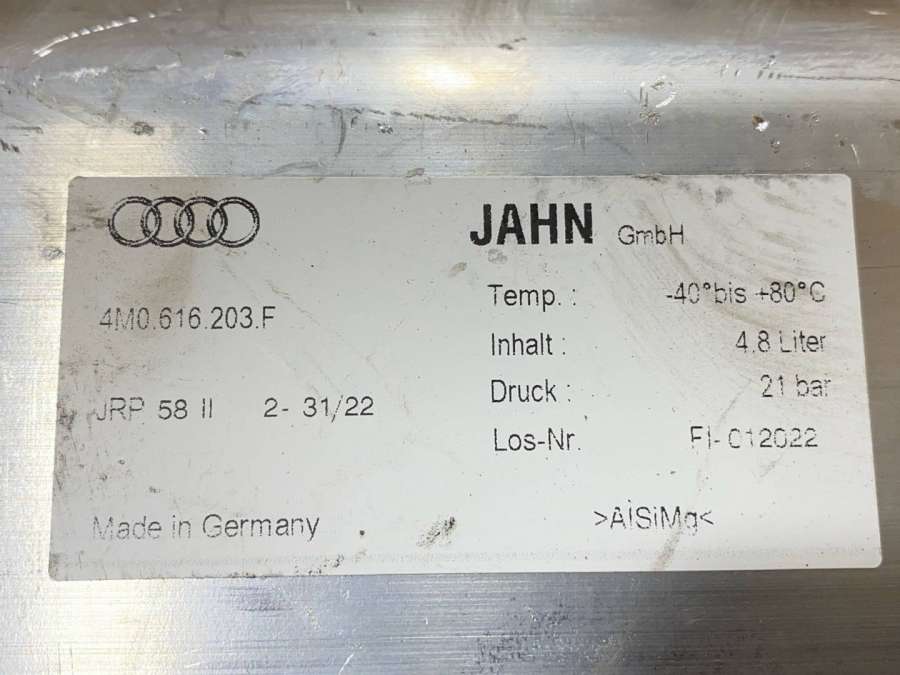 JAHN GmbH
4M0.616.203.F
JRP 58 II 2- 31/22
Made in Germany
Temp. : -40°bis +80°C
Inhalt : 4.8 Liter
Druck : 21 bar
Los-Nr. FI- 012022
>AlSiMg<